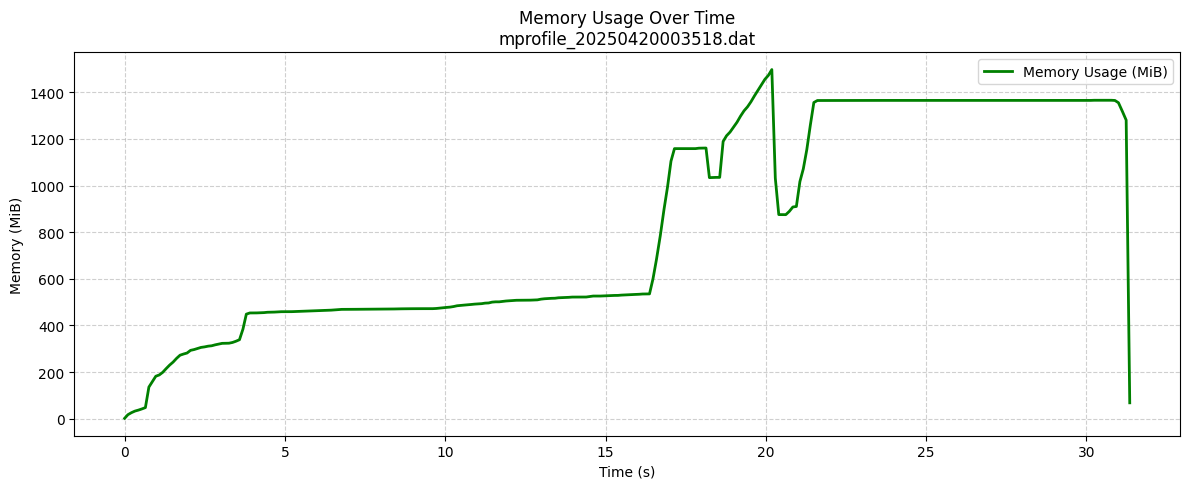 Memory Usage Over Time
mprofile_20250420003518.dat
Memory Usage (MiB)
Memory (MiB)
1400
1200
1000
800
600
400
200
0
0 5 10 15 20 25 30
Time (s)